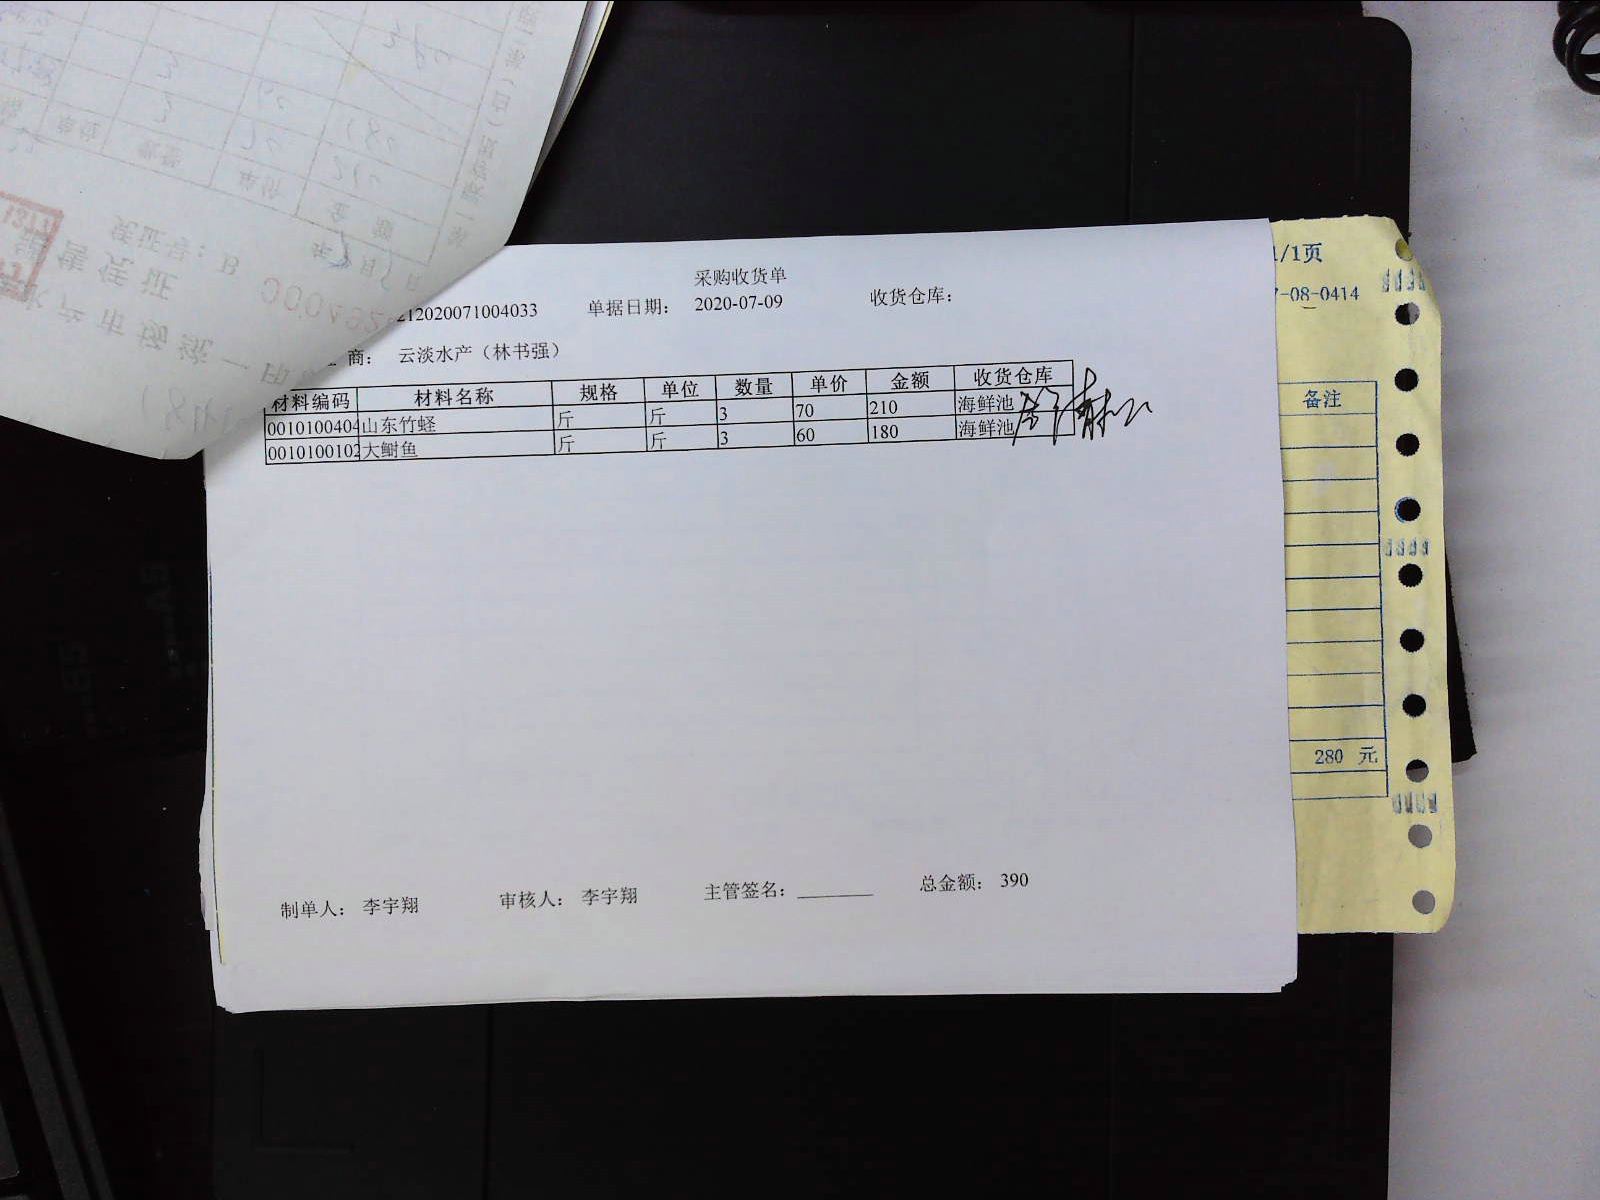 采购收货单
212020071004033 单据日期： 2020-07-09 收货仓库：
商： 云淡水产（林书强）
材料编码 材料名称 规格 单位 数量 单价 金额 收货仓库
0010100404 山东竹蛏 斤 斤 3 70 210 海鲜池
0010100102 大鲋鱼 斤 斤 3 60 180 海鲜池
制单人： 李宇翔 审核人： 李宇翔 主管签名： 总金额： 390
1/1页
7-08-0414
备注
280 元